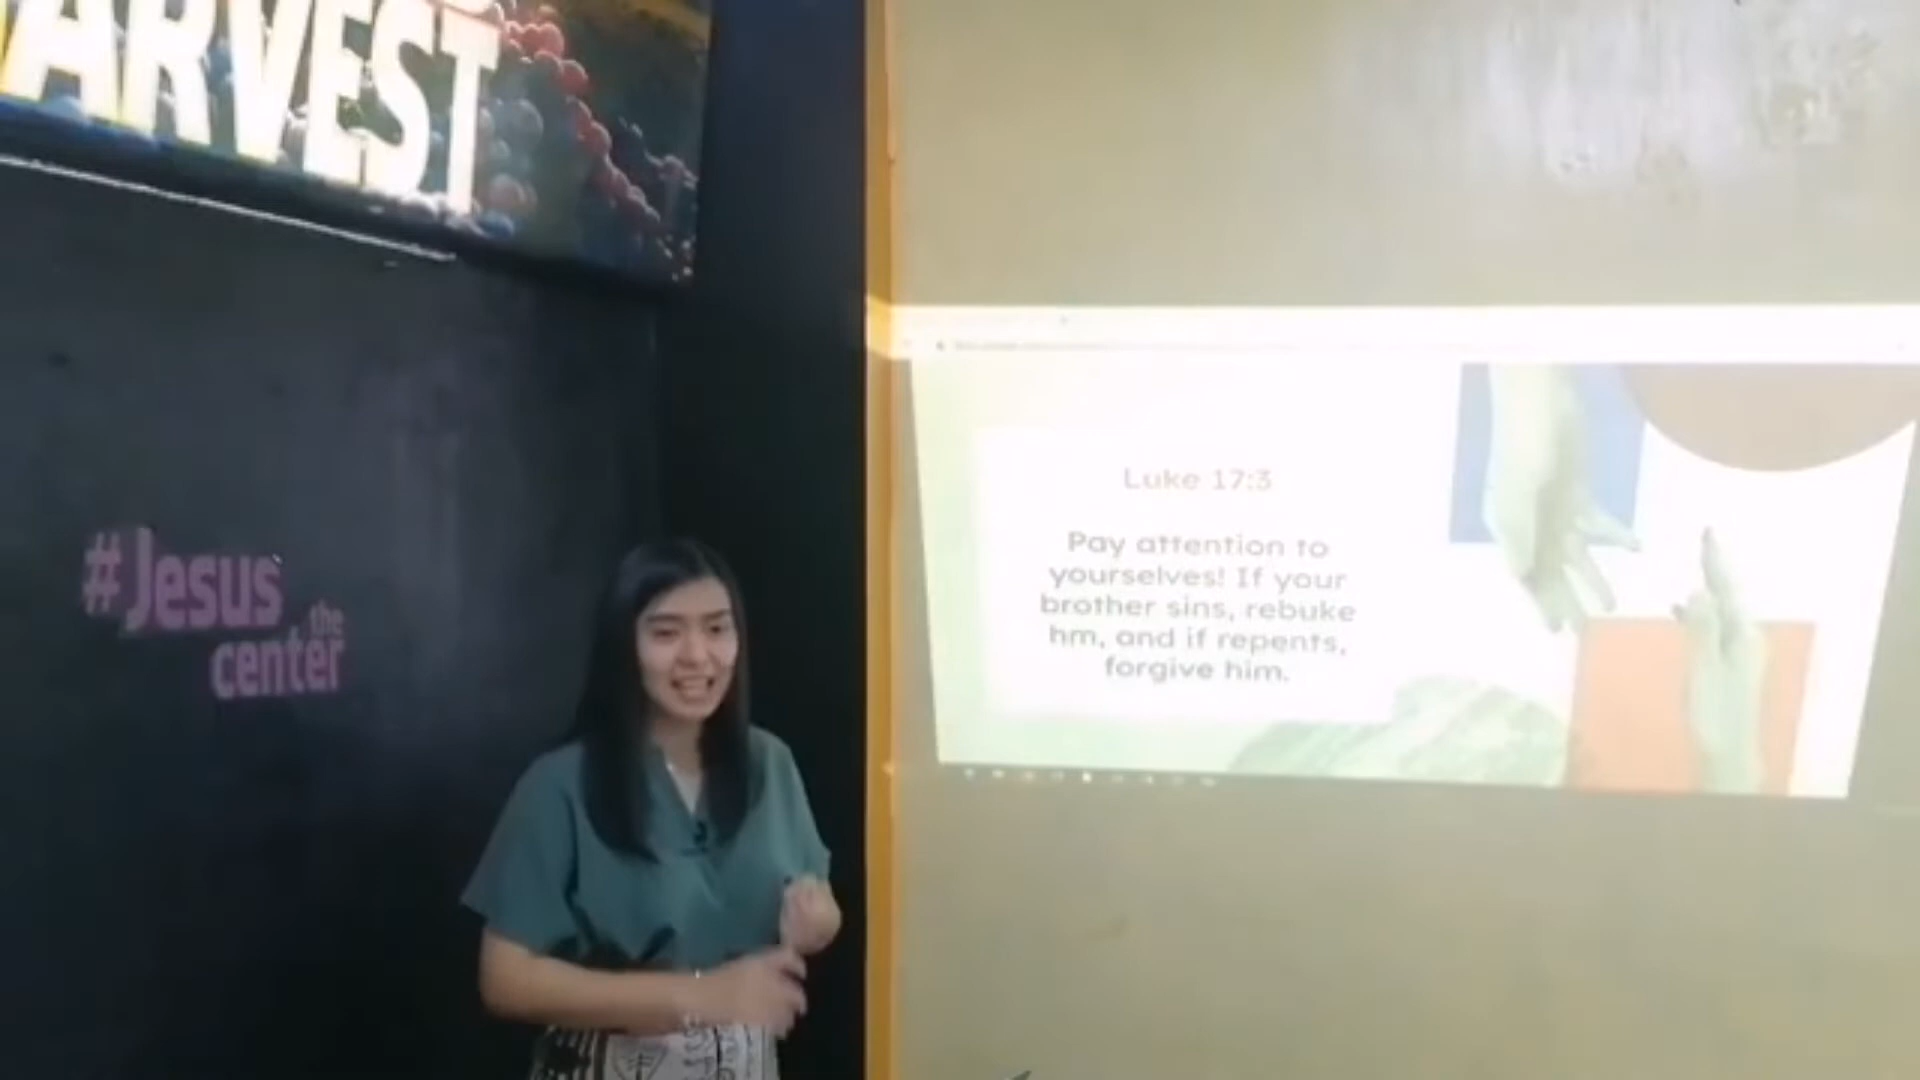 ARVEST
#Jesus
the
center
Luke 17:3
Pay attention to
yourselves! If your
brother sins, rebuke
hm, and if repents,
forgive him.